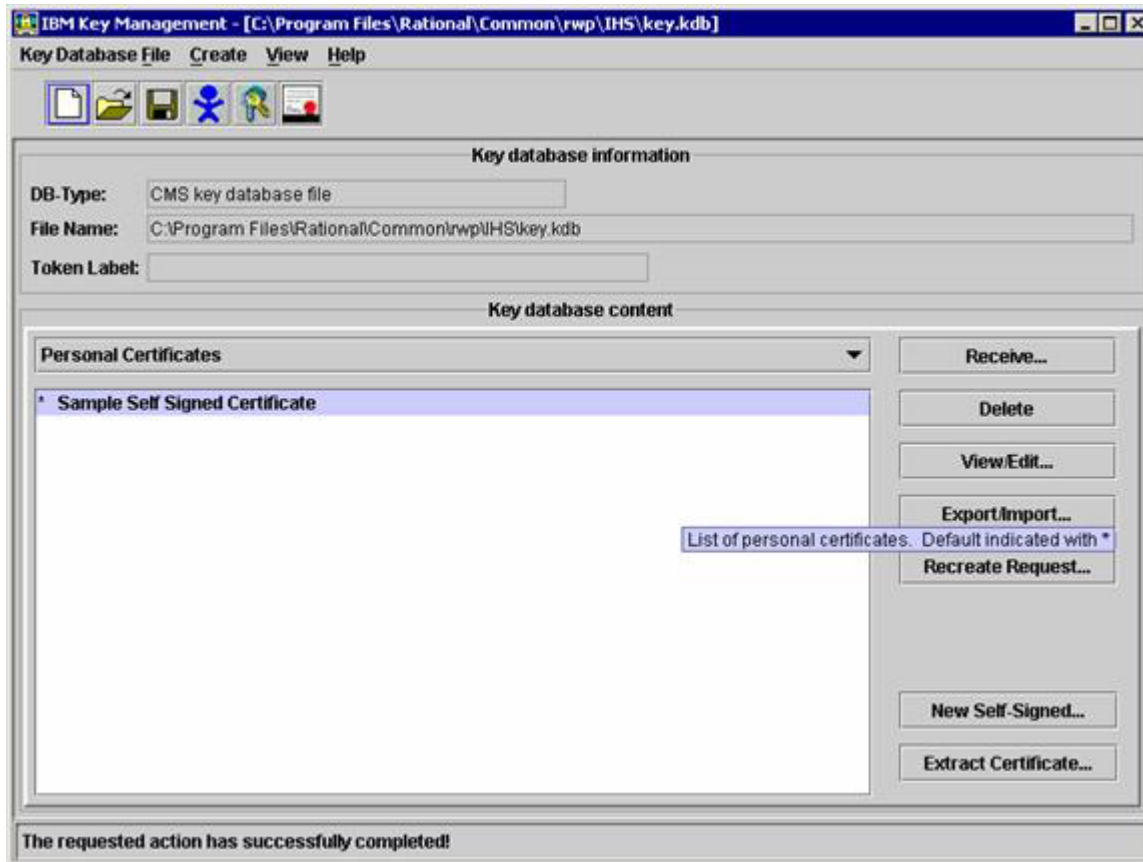 IBM Key Management - [C:\Program Files\Rational\Common\rwp\IHS\key.kdb]
Key Database File Create View Help
Key database information
DB-Type: CMS key database file
File Name: C:\Program Files\Rational\Common\rwp\IHS\key.kdb
Token Label:
Key database content
Personal Certificates
Receive...
* Sample Self Signed Certificate
Delete
View/Edit...
Export/Import...
List of personal certificates. Default indicated with *
Recreate Request...
New Self-Signed...
Extract Certificate...
The requested action has successfully completed!